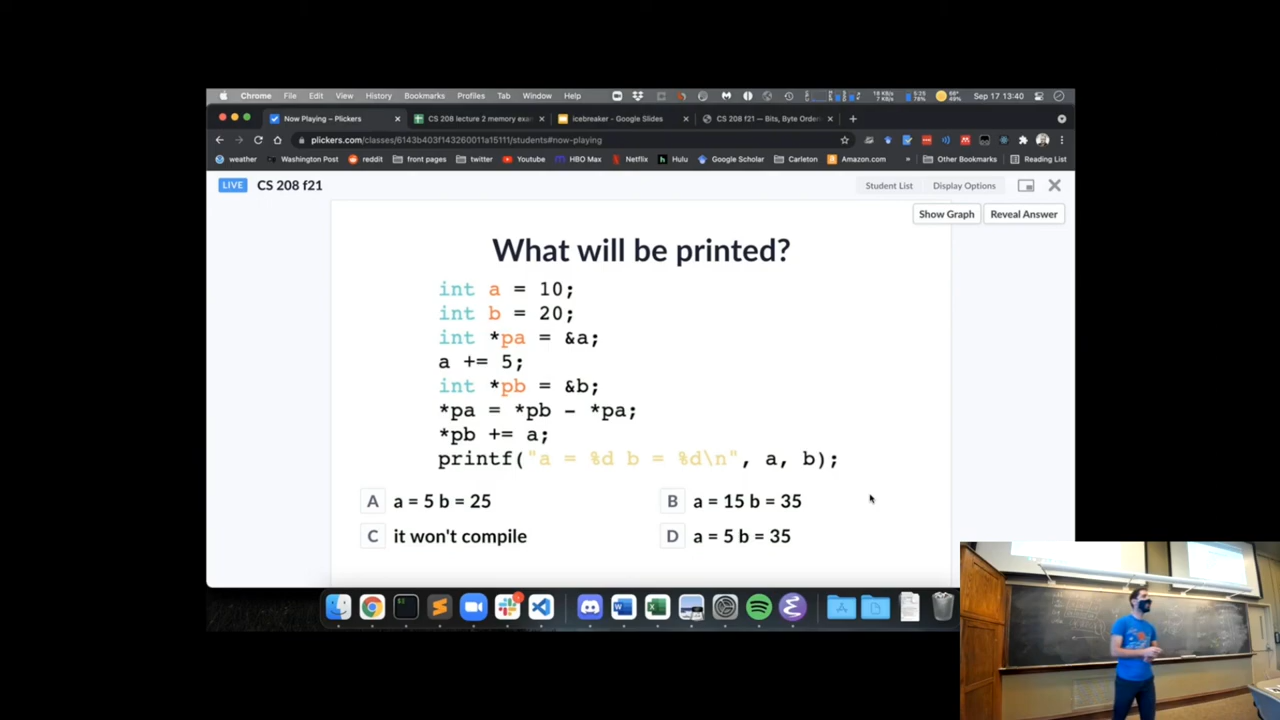 Chrome File Edit View History Bookmarks Profiles Tab Window Help Sep 17 13:40
Now Playing – Plickers CS 208 lecture 2 memory exa icebreaker - Google Slides CS 208 f21 — Bits, Byte Order
plickers.com/classes/6143b403f143260011a15111/students#now-playing
weather Washington Post reddit front pages twitter Youtube HBO Max Netflix Hulu Google Scholar Carleton Amazon.com » Other Bookmarks Reading List
LIVE CS 208 f21 Student List Display Options
Show Graph Reveal Answer
What will be printed?
int a = 10;
int b = 20;
int *pa = &a;
a += 5;
int *pb = &b;
*pa = *pb - *pa;
*pb += a;
printf("a = %d b = %d\n", a, b);
A a = 5 b = 25 B a = 15 b = 35
C it won't compile D a = 5 b = 35